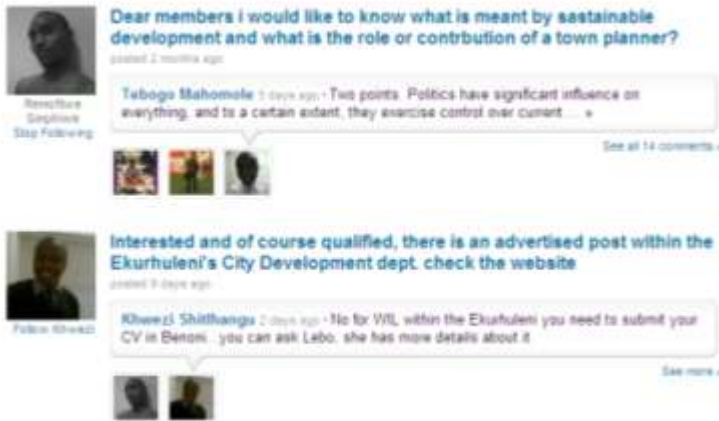 Dear members i would like to know what is meant by sastainable
development and what is the role or contrbution of a town planner?
posted 2 months ago
Tebogo Mahomole 5 days ago • Two points. Politics have significant influence on
everything, and to a certain extent, they exercise control over current ... »
Stop Following
See all 14 comments »
Interested and of course qualified, there is an advertised post within the
Ekurhuleni's City Development dept. check the website
posted 9 days ago
Follow Khwezi
Khwezi Shithangu 2 days ago • No for WIL within the Ekurhuleni you need to submit your
CV in Benoni.. you can ask Lebo, she has more details about it
See more »